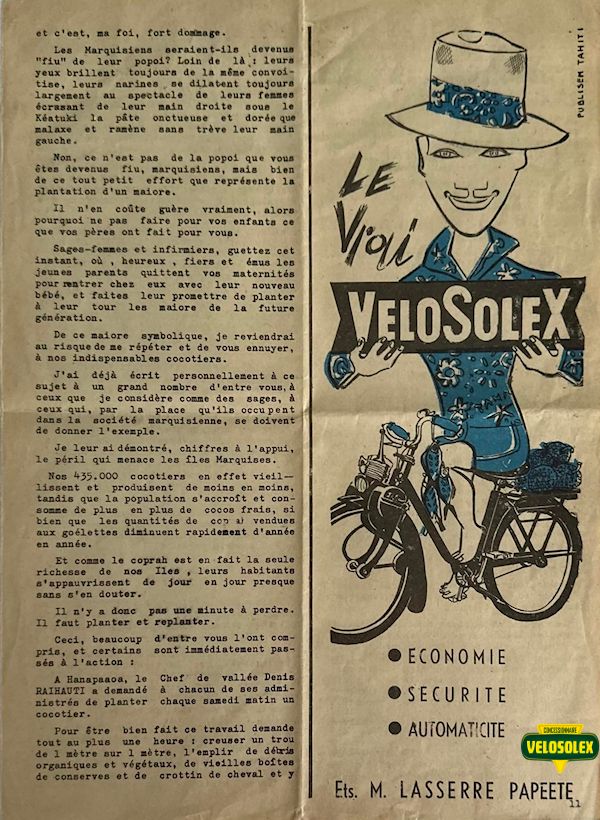 et c'est, ma foi, fort dommage.
Les Marquisiens seraient-ils devenus
"fiu" de leur popoi? Loin de là : leurs
yeux brillent toujours de la même convoi-
tise, leurs narines se dilatent toujours
largement au spectacle de leurs femmes
écrasant de leur main droite sous le
Kéatuki la pâte onctueuse et dorée que
malaxe et ramène sans trève leur main
gauche.
Non, ce n'est pas de la popoi que vous
êtes devenus fiu, marquisiens, mais bien
de ce tout petit effort que représente la
plantation d'un maiore.
Il n'en coûte guère vraiment, alors
pourquoi ne pas faire pour vos enfants ce
que vos pères ont fait pour vous.
Sages-femmes et infirmiers, guettez cet
instant, où , heureux , fiers et émus les
jeunes parents quittent vos maternités
pour rentrer chez eux avec leur nouveau
bébé, et faites leur promettre de planter
à leur tour les maiore de la future
génération.
De ce maiore symbolique, je reviendrai
au risque de me répéter et de vous ennuyer,
à nos indispensables cocotiers.
J'ai déjà écrit personnellement à ce
sujet à un grand nombre d'entre vous,à
ceux que je considère comme des sages, à
ceux qui, par la place qu'ils occupent
dans la société marquisienne, se doivent
de donner l'exemple.
Je leur ai démontré, chiffres à l'appui,
le péril qui menace les îles Marquises.
Nos 435.000 cocotiers en effet vieil-
lissent et produisent de moins en moins,
tandis que la population s'accroît et con-
somme de plus en plus de cocos frais, si
bien que les quantités de vendues
aux goélettes diminuent rapidement d'année
en année.
Et comme le coprah est en fait la seule
richesse de nos Iles , leurs habitants
s'appauvrissent de jour en jour presque
sans s'en douter.
Il n'y a donc pas une minute à perdre.
Il faut planter et replanter.
Ceci, beaucoup d'entre vous l'ont com-
pris, et certains sont immédiatement pas-
sés à l'action :
A Hanapaaoa, le Chef de vallée Denis
RAIHAUTI a demandé à chacun de ses admi-
nistrés de planter chaque samedi matin un
cocotier.
Pour être bien fait ce travail demande
tout au plus une heure : creuser un trou
de 1 mètre sur 1 mètre, l'emplir de débris
organiques et végétaux, de vieilles boîtes
de conserves et de crottin de cheval et y
PUBLISEM TAHITI
LE
Vrai
VELOSOLEX
● ECONOMIE
● SECURITE
● AUTOMATICITE
CONCESSIONNAIRE
VELOSOLEX
Ets. M. LASSERRE PAPEETE
11